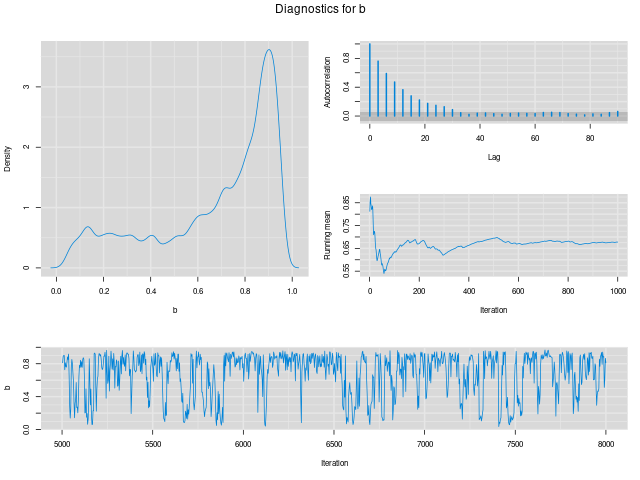 Diagnostics for b
Density
3
2
1
0
0.0 0.2 0.4 0.6 0.8 1.0
b
Autocorrelation
0.8
0.4
0.0
0 20 40 60 80
Lag
Running mean
0.85
0.75
0.65
0.55
0 200 400 600 800 1000
Iteration
b
0.8
0.4
0.0
5000 5500 6000 6500 7000 7500 8000
Iteration